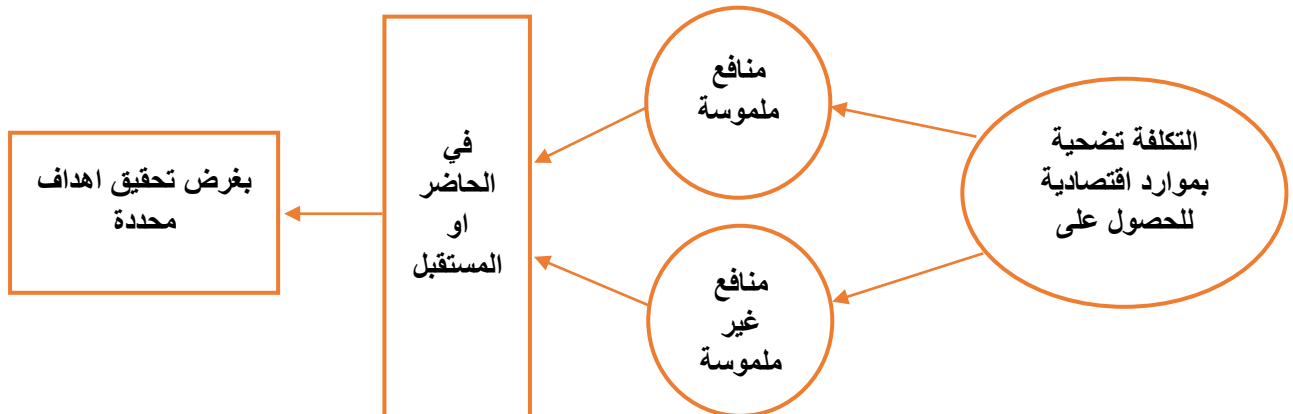 التكلفة تضحية
بموارد اقتصادية
للحصول على
منافع
ملموسة
منافع
غير
ملموسة
في
الحاضر
او
المستقبل
بغرض تحقيق اهداف
محددة